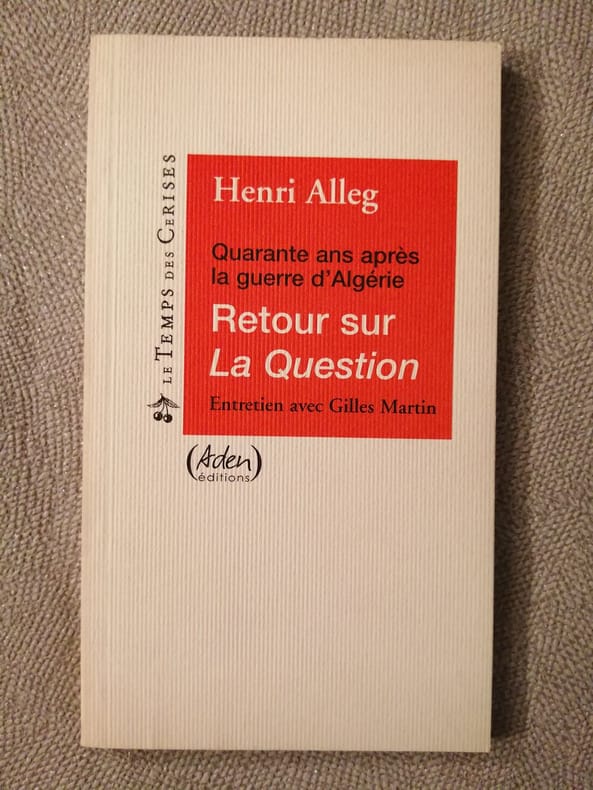 LE TEMPS DES CERISES
Henri Alleg
Quarante ans après
la guerre d'Algérie
Retour sur
La Question
Entretien avec Gilles Martin
(Aden)
éditions